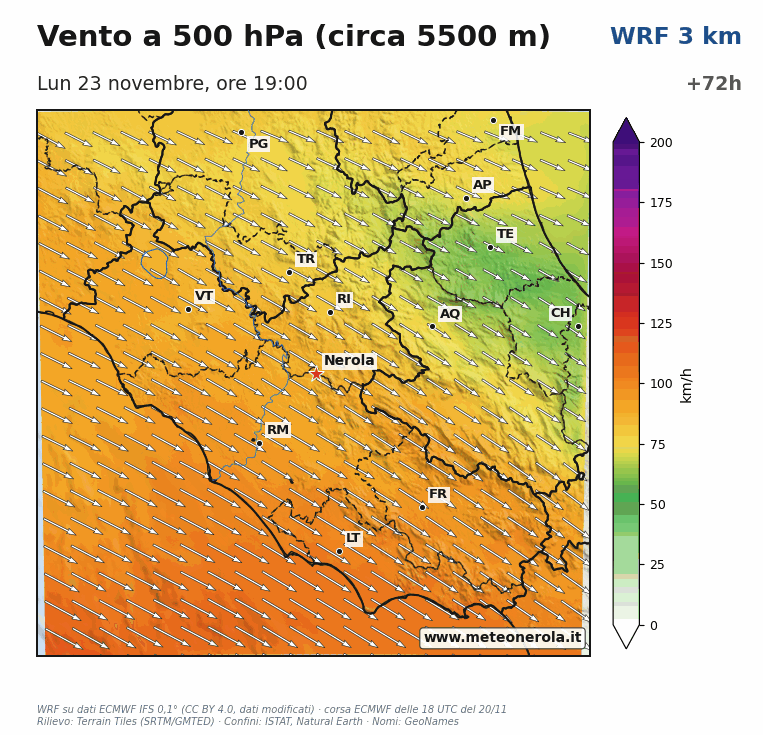 Vento a 500 hPa (circa 5500 m)
WRF 3 km
Lun 23 novembre, ore 19:00
+72h
PG
FM
AP
TE
TR
VT
RI
AQ
CH
Nerola
RM
FR
LT
www.meteonerola.it
200
175
150
125
100
75
50
25
0
km/h
WRF su dati ECMWF IFS 0,1° (CC BY 4.0, dati modificati) · corsa ECMWF delle 18 UTC del 20/11
Rilievo: Terrain Tiles (SRTM/GMTED) · Confini: ISTAT, Natural Earth · Nomi: GeoNames